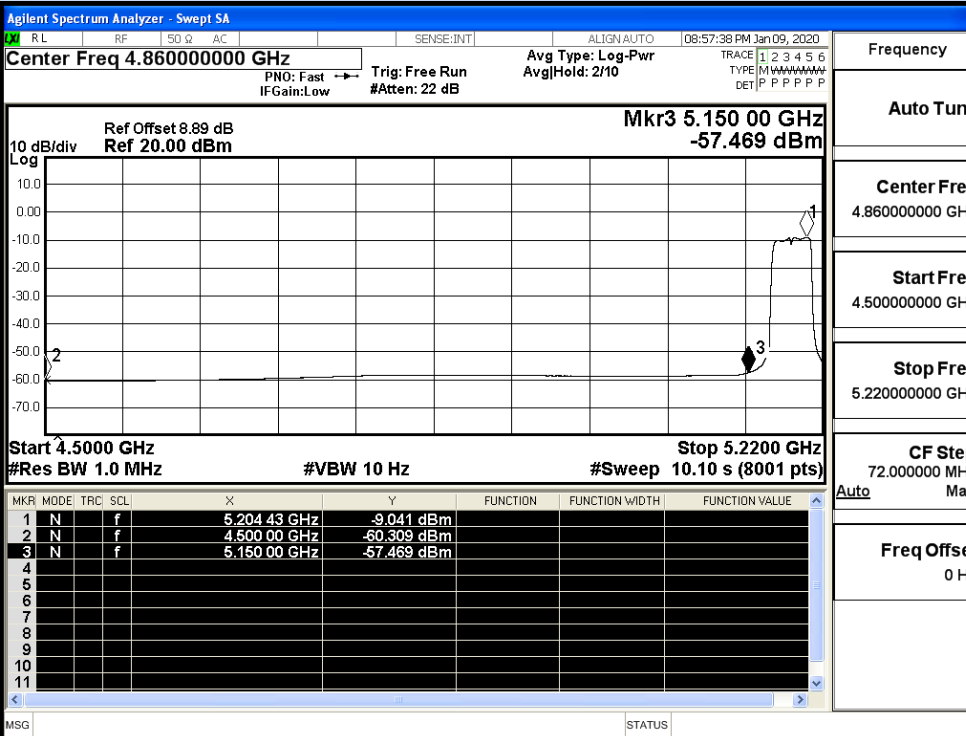 Agilent Spectrum Analyzer - Swept SA
LXI RL RF 50 Ω AC SENSE:INT ALIGN AUTO 08:57:38 PM Jan 09, 2020
Center Freq 4.860000000 GHz Avg Type: Log-Pwr TRACE 1 2 3 4 5 6
PNO: Fast Trig: Free Run Avg|Hold: 2/10 TYPE M W W W W W
IFGain:Low #Atten: 22 dB DET P P P P P P
Frequency
Auto Tun
Mkr3 5.150 00 GHz
-57.469 dBm
Ref Offset 8.89 dB
10 dB/div Ref 20.00 dBm
Log
10.0
0.00
-10.0
-20.0
-30.0
-40.0
-50.0
-60.0
-70.0
1
2
3
Start 4.5000 GHz Stop 5.2200 GHz
#Res BW 1.0 MHz #VBW 10 Hz #Sweep 10.10 s (8001 pts)
Center Fre
4.860000000 GH
Start Fre
4.500000000 GH
Stop Fre
5.220000000 GH
CF Ste
72.000000 MH
Auto Ma
Freq Offse
0 H
MKR MODE TRC SCL X Y FUNCTION FUNCTION WIDTH FUNCTION VALUE
1 N f 5.204 43 GHz -9.041 dBm
2 N f 4.500 00 GHz -60.309 dBm
3 N f 5.150 00 GHz -57.469 dBm
4
5
6
7
8
9
10
11
MSG STATUS